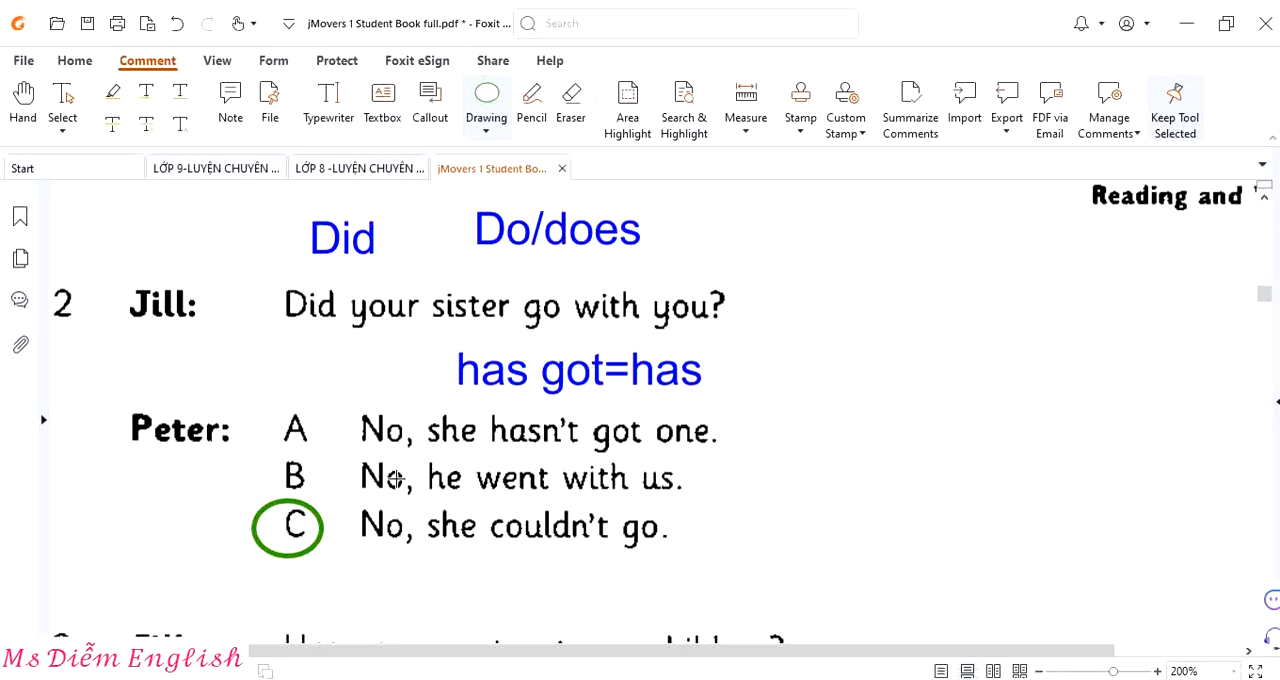 jMovers 1 Student Book full.pdf * - Foxit ...
Search
File Home Comment View Form Protect Foxit eSign Share Help
Hand Select Note File Typewriter Textbox Callout Drawing Pencil Eraser Area Highlight Search & Highlight Measure Stamp Custom Stamp Summarize Comments Import Export PDF via Email Manage Comments Keep Tool Selected
Start LỚP 9-LUYỆN CHUYÊN ... LỚP 8 -LUYỆN CHUYÊN ... jMovers 1 Student Bo...
Reading and
Did Do/does
2 Jill: Did your sister go with you?
has got=has
Peter: A No, she hasn't got one.
B No, he went with us.
C No, she couldn't go.
Ms Diễm English
200%